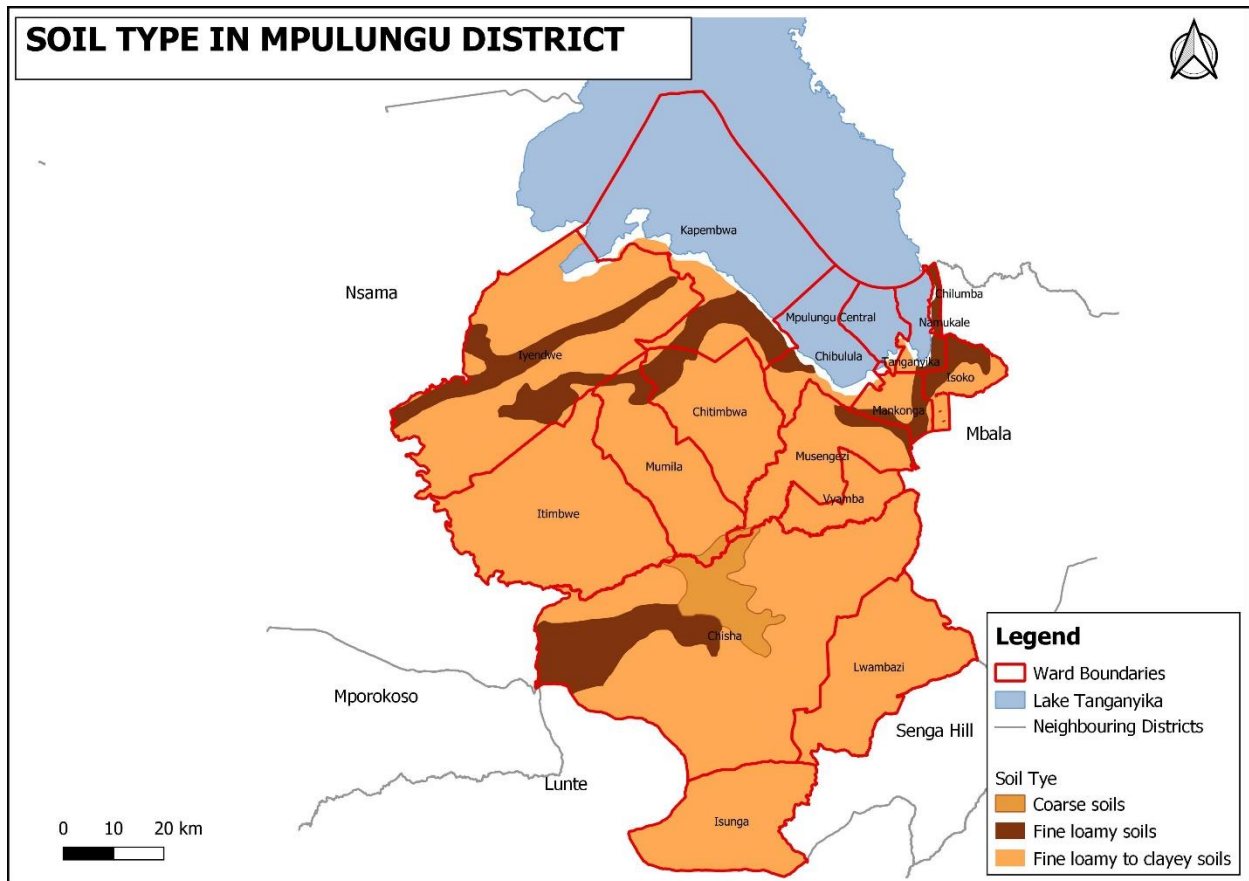 SOIL TYPE IN MPULUNGU DISTRICT
Kapembwa
Nsama
Chilumba
Mpulungu Central
Namukale
Chibulula
Iyendwe
Tanganyika
Isoko
Chitimbwa
Mankonga
Mbala
Musengezi
Mumila
Vyamba
Itimbwe
Chisha
Lwambazi
Mporokoso
Senga Hill
Lunte
Isunga
0 10 20 km
Legend
Ward Boundaries
Lake Tanganyika
Neighbouring Districts
Soil Tye
Coarse soils
Fine loamy soils
Fine loamy to clayey soils